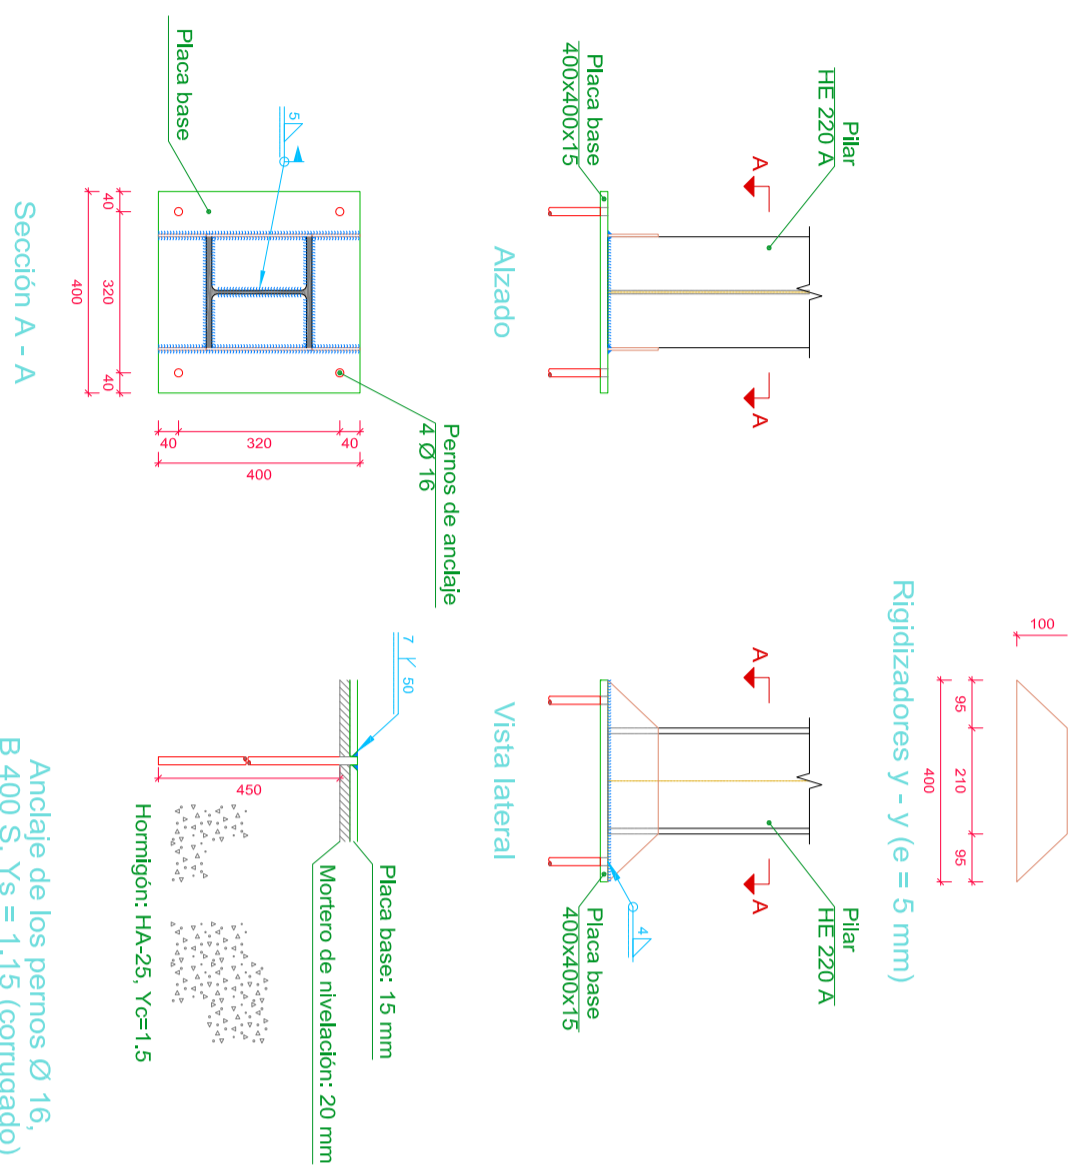 Pilar
HE 220 A
Placa base
400x400x15
A
A
Alzado
Placa base
5
40
320
40
400
40
320
40
400
Pernos de anclaje
4 Ø 16
Sección A - A
100
95
210
95
400
Rigidizadores y - y (e = 5 mm)
Pilar
HE 220 A
A
A
4
Placa base
400x400x15
Vista lateral
7
50
450
Placa base: 15 mm
Mortero de nivelación: 20 mm
Hormigón: HA-25, Yc=1.5
Anclaje de los pernos Ø 16,
B 400 S, Ys = 1.15 (corrugado)